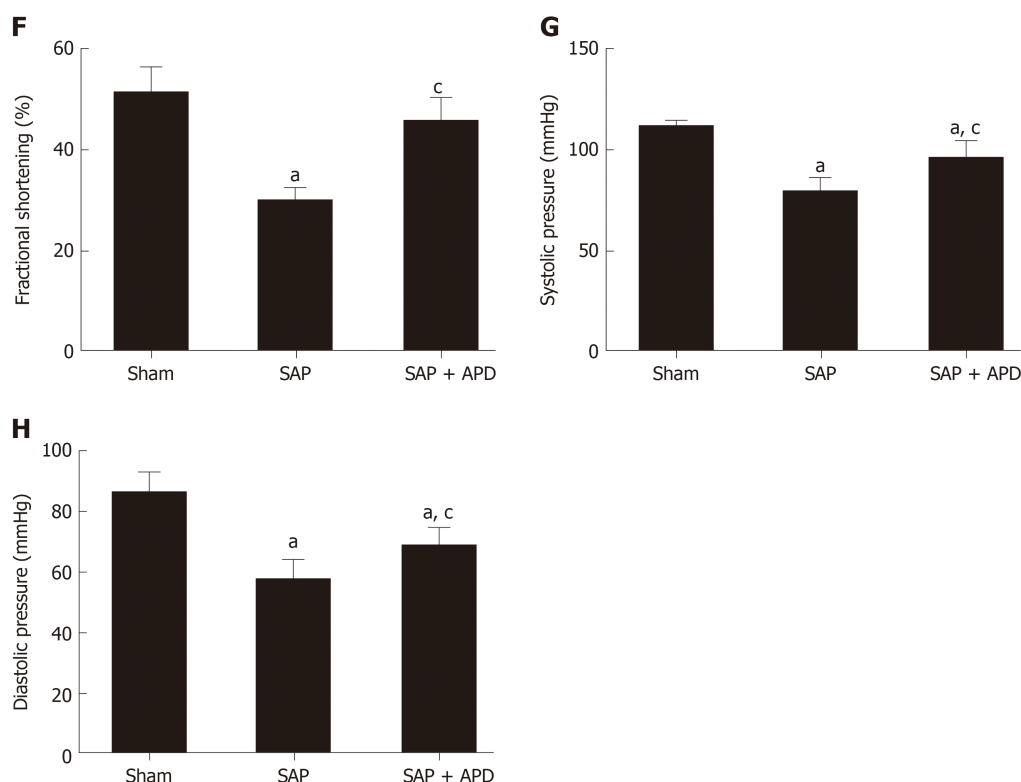 F
Fractional shortening (%)
60
40
20
0
a
c
Sham
SAP
SAP + APD
G
Systolic pressure (mmHg)
150
100
50
0
a
a, c
Sham
SAP
SAP + APD
H
Diastolic pressure (mmHg)
100
80
60
40
20
0
a
a, c
Sham
SAP
SAP + APD